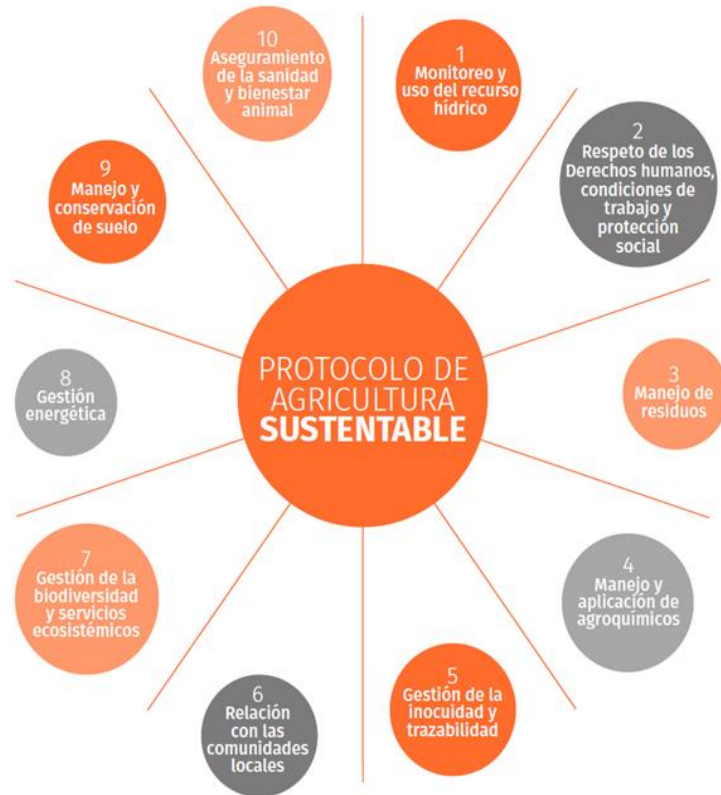 PROTOCOLO DE
AGRICULTURA
SUSTENTABLE
1
Monitoreo y
uso del recurso
hídrico
2
Respeto de los
Derechos humanos,
condiciones de
trabajo y
protección
social
3
Manejo de
residuos
4
Manejo y
aplicación de
agroquímicos
5
Gestión de la
inocuidad y
trazabilidad
6
Relación
con las
comunidades
locales
7
Gestión de la
biodiversidad
y servicios
ecosistémicos
8
Gestión
energética
9
Manejo y
conservación
de suelo
10
Aseguramiento
de la sanidad
y bienestar
animal